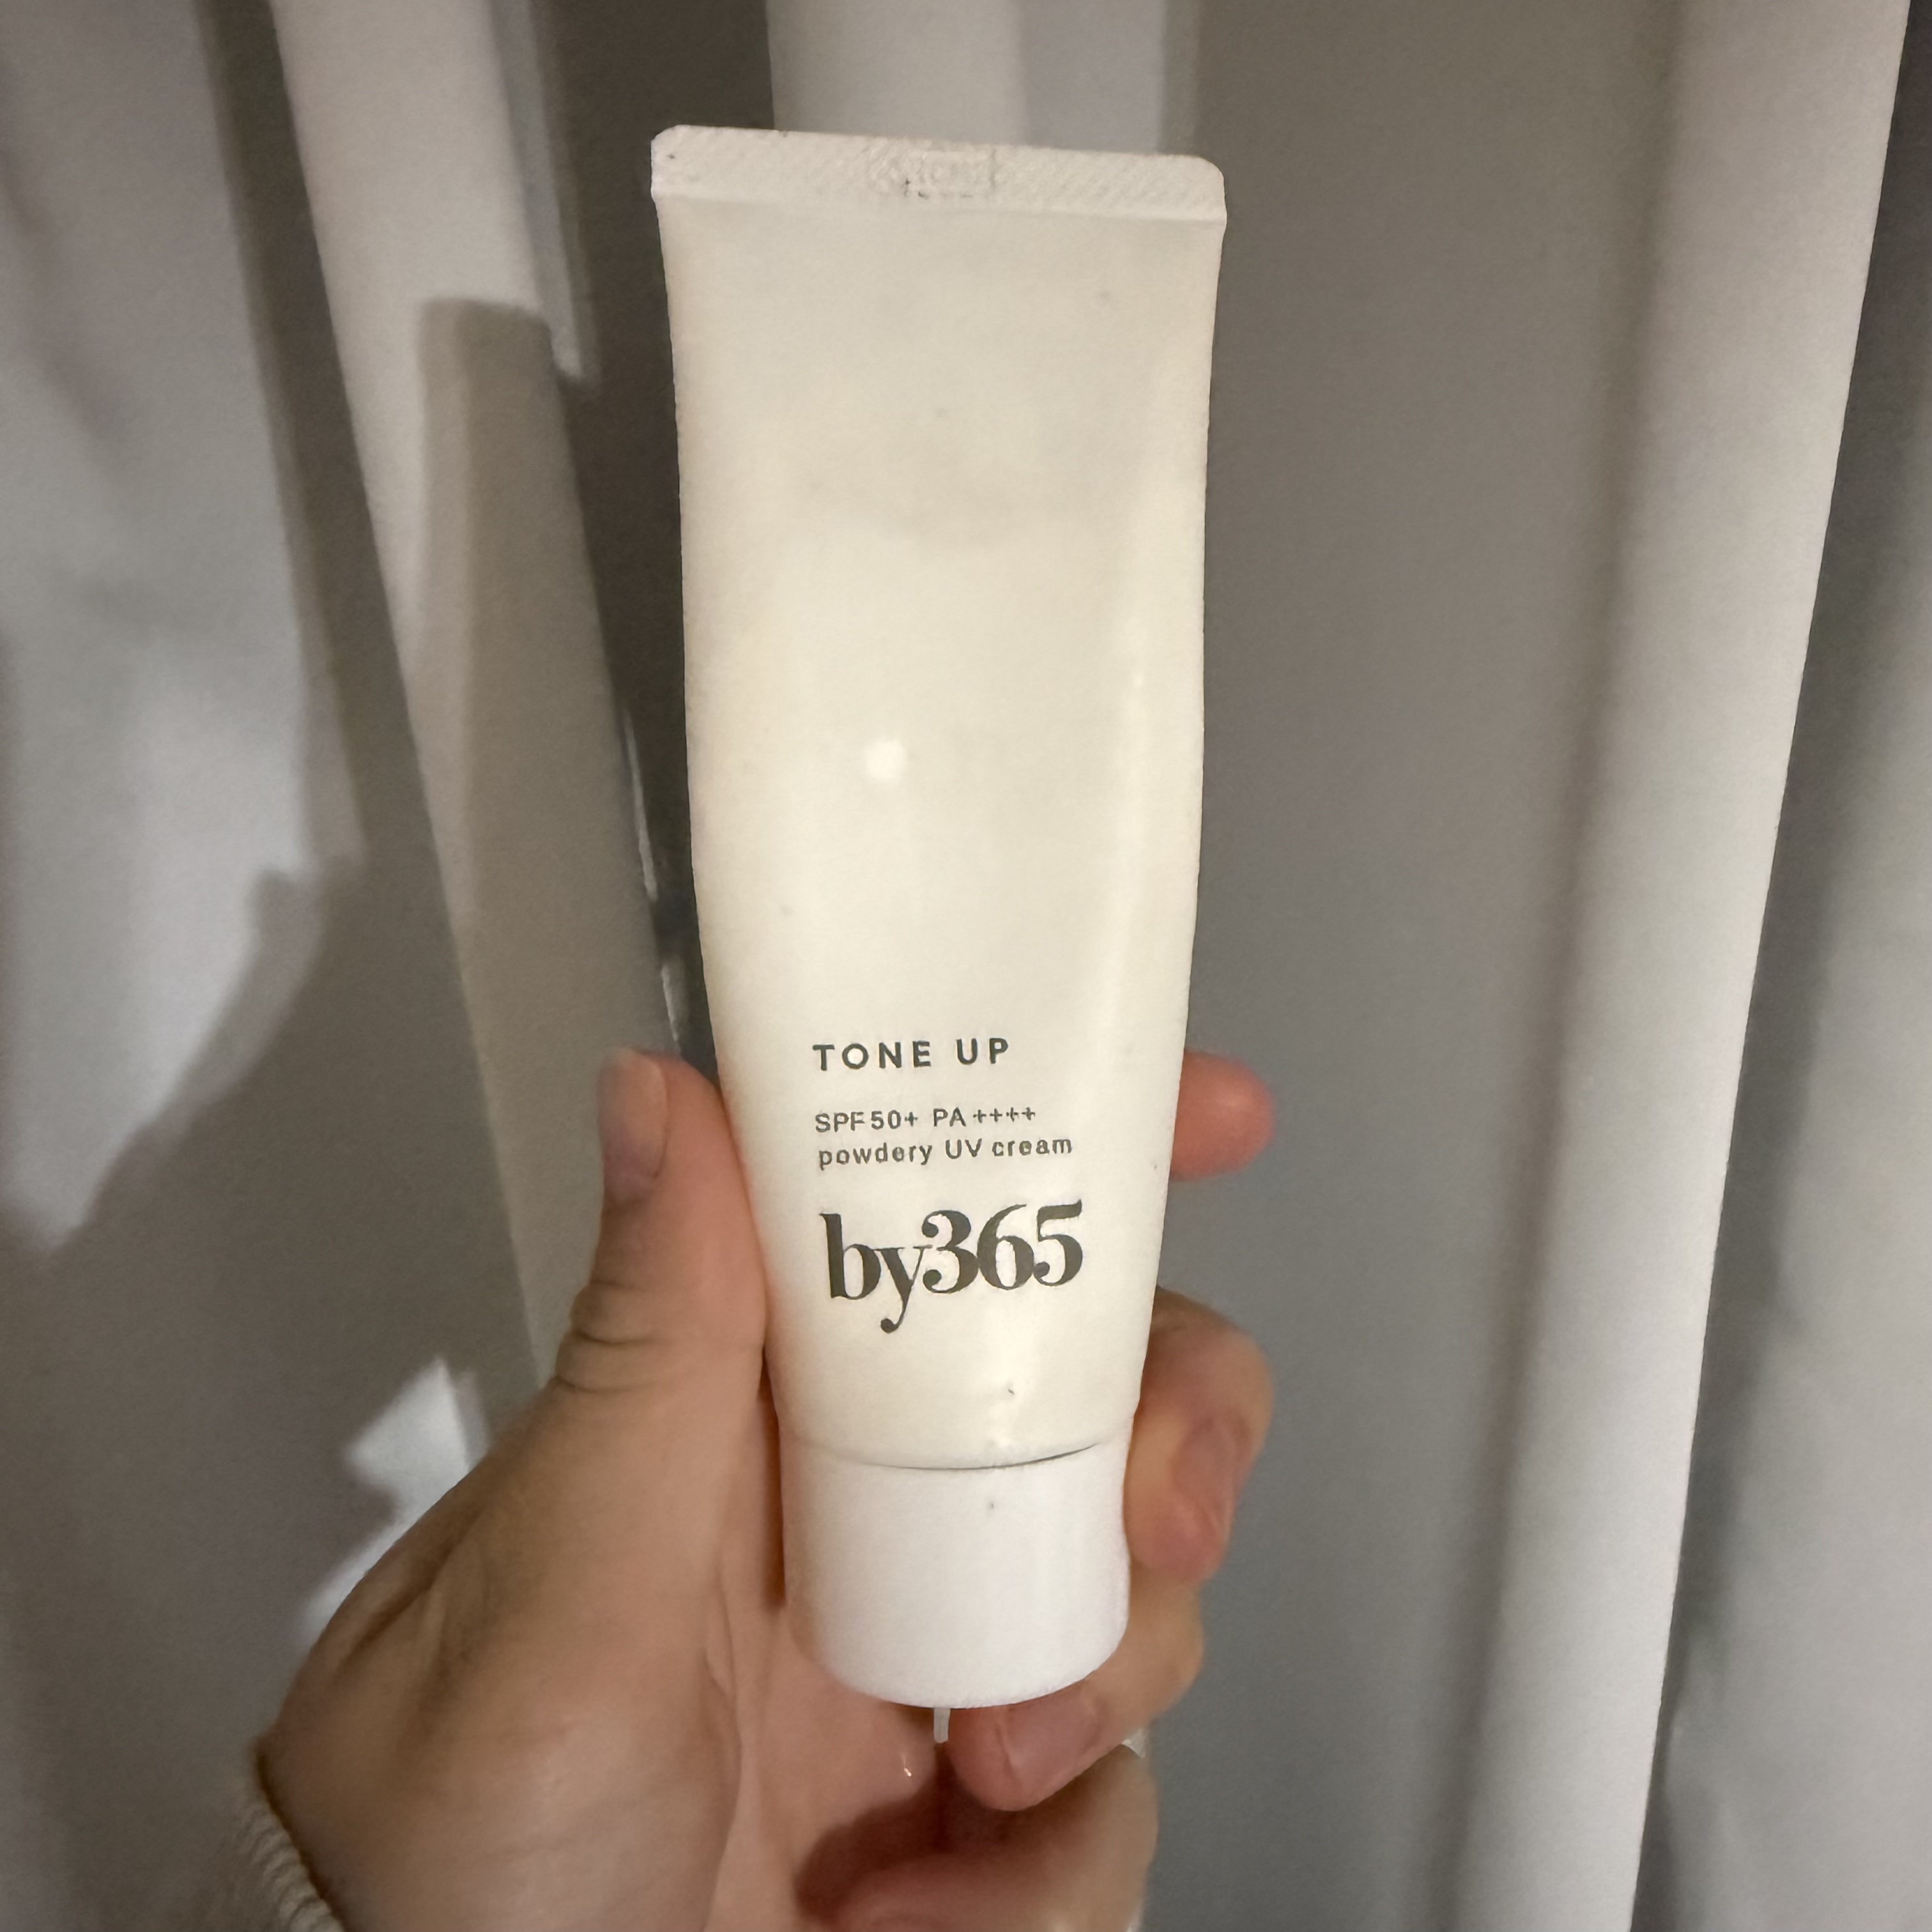 TONE UP
SPF50+ PA++++
powdery UV cream
by365